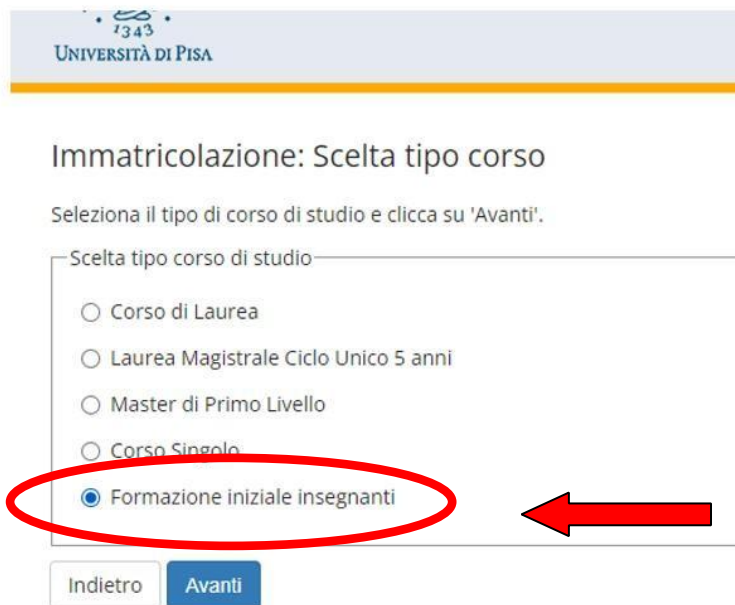 1343
UNIVERSITÀ DI PISA
Immatricolazione: Scelta tipo corso
Seleziona il tipo di corso di studio e clicca su 'Avanti'.
Scelta tipo corso di studio
Corso di Laurea
Laurea Magistrale Ciclo Unico 5 anni
Master di Primo Livello
Corso Singolo
Formazione iniziale insegnanti
Indietro Avanti